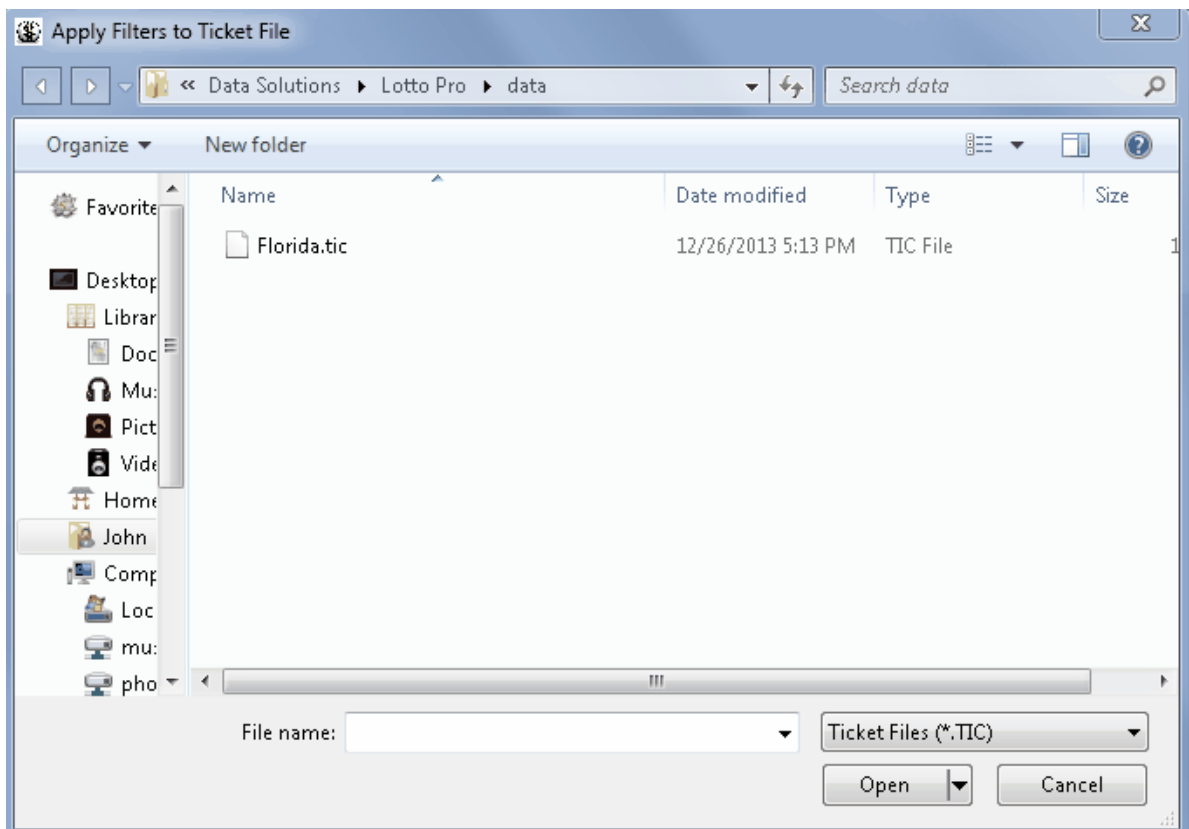 Apply Filters to Ticket File
« Data Solutions ▸ Lotto Pro ▸ data
Search data
Organize New folder
Name Date modified Type Size
Favorite
Florida.tic 12/26/2013 5:13 PM TIC File 1
Desktop
Librar
Doc
Mu:
Pict
Vide
Home
John
Comp
Loc
mu:
pho
File name: Ticket Files (*.TIC)
Open Cancel